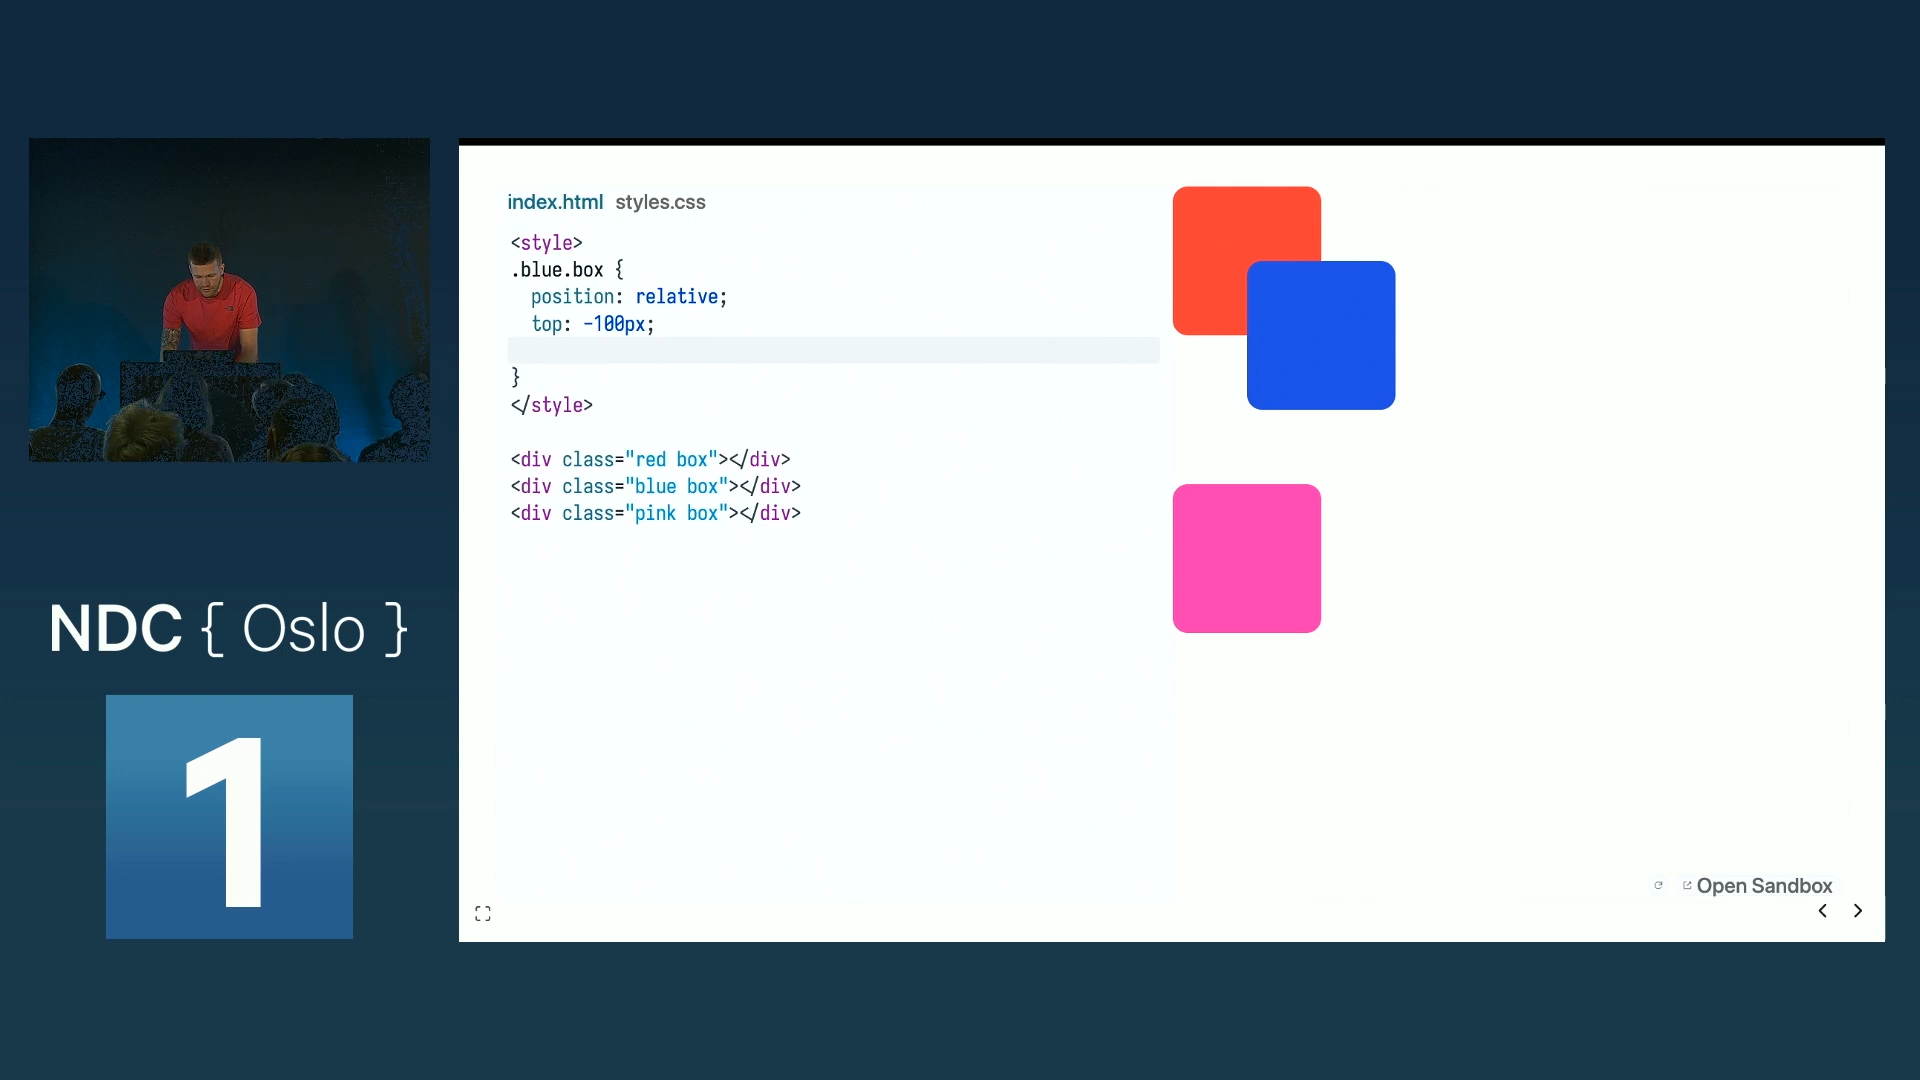 index.html styles.css
<style>
.blue.box {
  position: relative;
  top: -100px;

}
</style>

<div class="red box"></div>
<div class="blue box"></div>
<div class="pink box"></div>
NDC { Oslo }
1
Open Sandbox